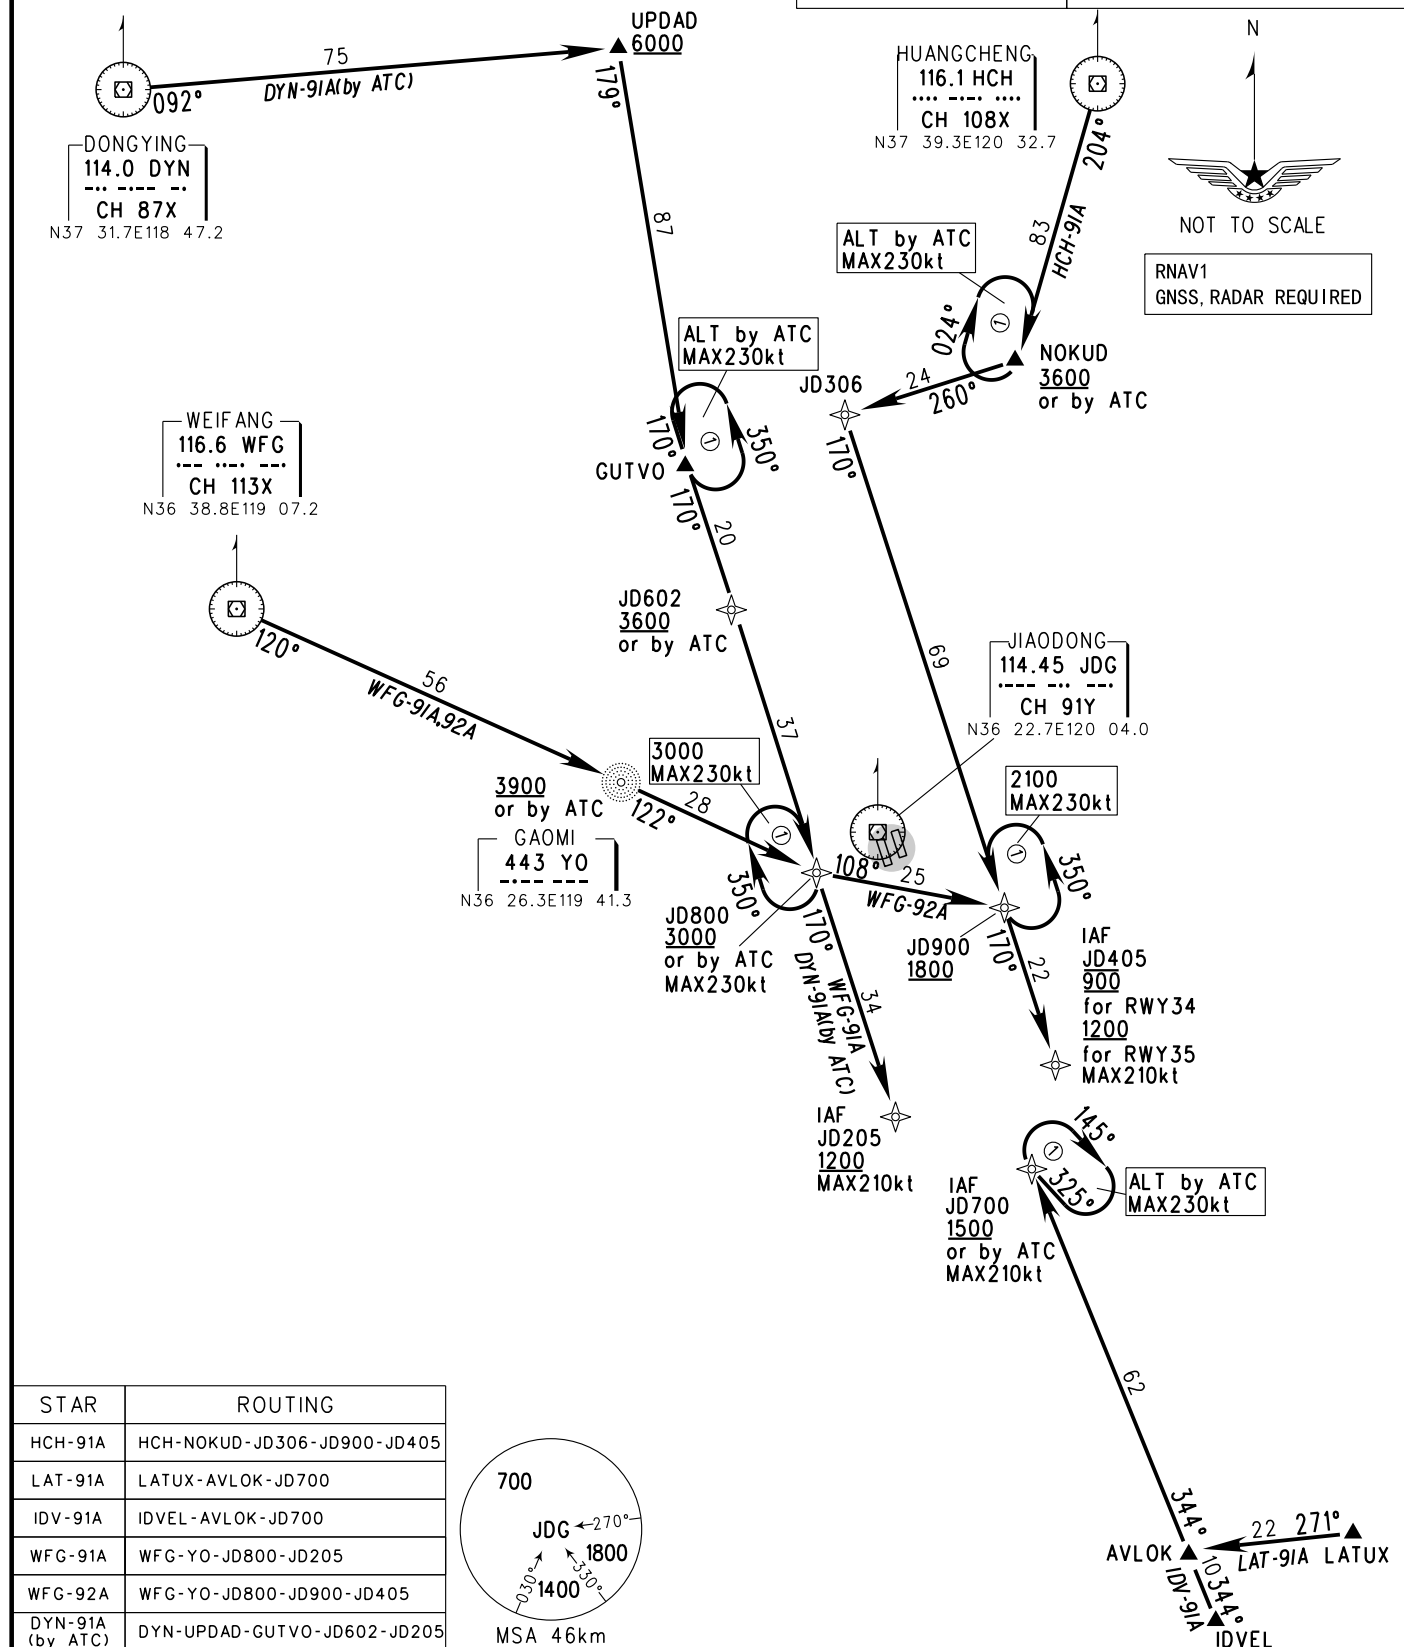 UPDAD
6000
75
DYN-91A(by ATC)
092°
179°
DONGYING
114.0 DYN
CH 87X
N37 31.7E118 47.2
HUANGCHENG
116.1 HCH
CH 108X
N37 39.3E120 32.7
204°
N
NOT TO SCALE
RNAV1
GNSS, RADAR REQUIRED
87
83
HCH-91A
ALT by ATC
MAX230kt
1
024°
NOKUD
3600
or by ATC
24
260°
JD306
170°
ALT by ATC
MAX230kt
1
170°
350°
GUTVO
170°
20
WEIFANG
116.6 WFG
CH 113X
N36 38.8E119 07.2
120°
56
WFG-91A,92A
JD602
3600
or by ATC
37
69
JIAODONG
114.45 JDG
CH 91Y
N36 22.7E120 04.0
3000
MAX230kt
1
2100
MAX230kt
1
3900
or by ATC
122°
28
GAOMI
443 YO
N36 26.3E119 41.3
350°
108°
25
WFG-92A
350°
JD800
3000
or by ATC
MAX230kt
170°
WFG-91A
DYN-91A(by ATC)
34
JD900
1800
170°
22
IAF
JD405
900
for RWY34
1200
for RWY35
MAX210kt
IAF
JD205
1200
MAX210kt
145°
1
325°
ALT by ATC
MAX230kt
IAF
JD700
1500
or by ATC
MAX210kt
62
344°
AVLOK
22 271°
LAT-91A LATUX
10
344°
IDV-91A
IDVEL
STAR ROUTING
HCH-91A HCH-NOKUD-JD306-JD900-JD405
LAT-91A LATUX-AVLOK-JD700
IDV-91A IDVEL-AVLOK-JD700
WFG-91A WFG-YO-JD800-JD205
WFG-92A WFG-YO-JD800-JD900-JD405
DYN-91A
(by ATC) DYN-UPDAD-GUTVO-JD602-JD205
700
JDG
270°
1800
030°
1400
330°
MSA 46km